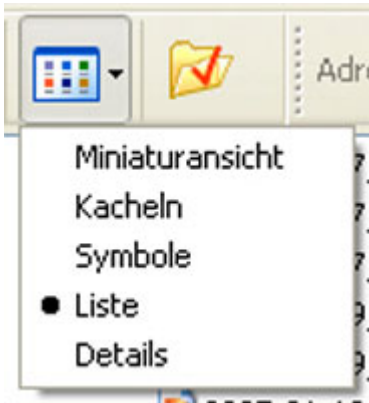 Adr
Miniaturansicht
Kacheln
Symbole
Liste
Details